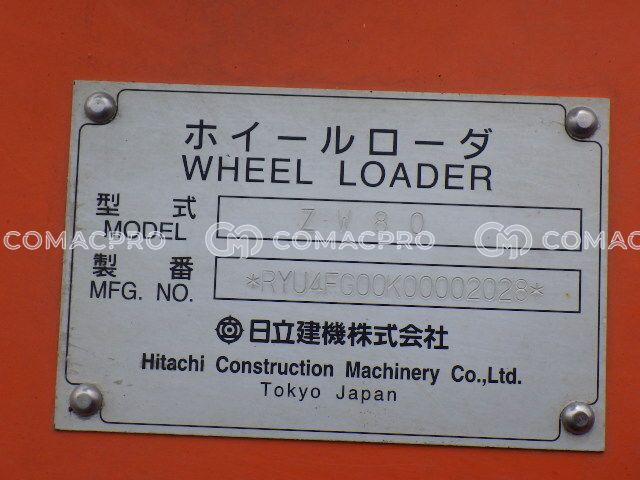 ホイールローダ
WHEEL LOADER
型式 ZW80
MODEL
COMACPRO COMACPRO COMACPRO
製番 *RYU4FG00K00002028*
MFG. NO.
日立建機株式会社
Hitachi Construction Machinery Co.,Ltd.
Tokyo Japan